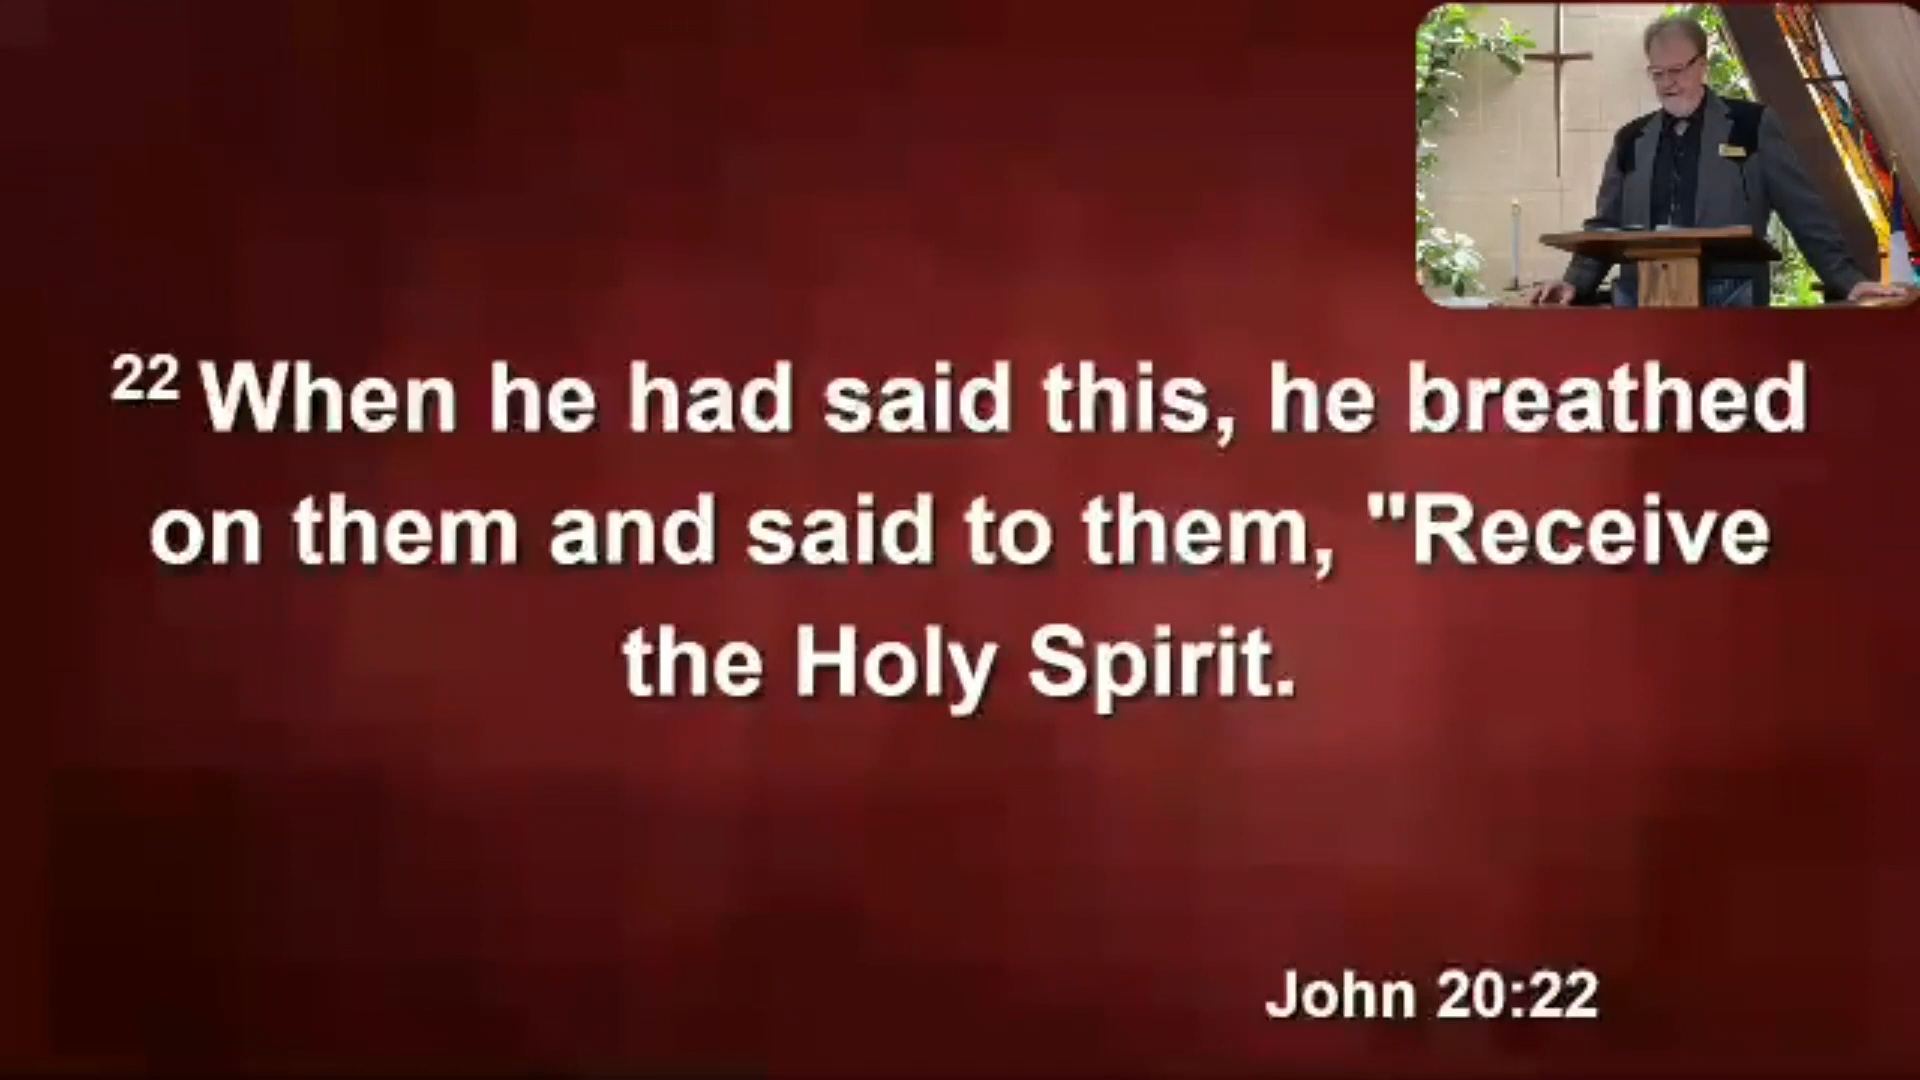 22 When he had said this, he breathed
on them and said to them, "Receive
the Holy Spirit.
John 20:22